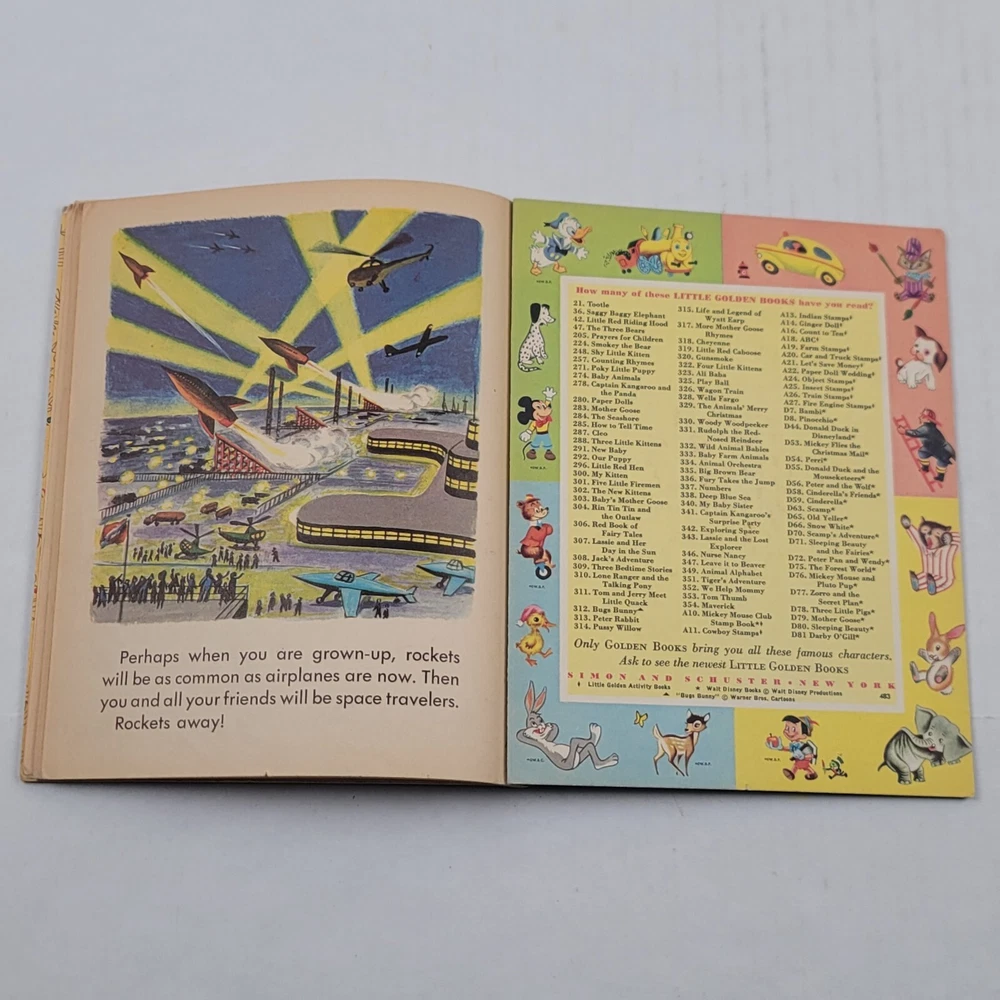 Perhaps when you are grown-up, rockets
will be as common as airplanes are now. Then
you and all your friends will be space travelers.
Rockets away!
How many of these LITTLE GOLDEN BOOKS have you read?
21. Tootle
36. Saggy Baggy Elephant
42. Little Red Riding Hood
47. The Three Bears
205. Prayers for Children
224. Smokey the Bear
248. Shy Little Kitten
257. Counting Rhymes
271. Poky Little Puppy
274. Baby Animals
278. Captain Kangaroo and
the Panda
280. Paper Dolls
283. Mother Goose
284. The Seashore
285. How to Tell Time
287. Cleo
288. Three Little Kittens
291. New Baby
292. Our Puppy
296. Little Red Hen
300. My Kitten
301. Five Little Firemen
302. The New Kittens
303. Baby's Mother Goose
304. Rin Tin Tin and
the Outlaw
306. Red Book of
Fairy Tales
307. Lassie and Her
Day in the Sun
308. Jack's Adventure
309. Three Bedtime Stories
310. Lone Ranger and the
Talking Pony
311. Tom and Jerry Meet
Little Quack
312. Bugs Bunny▲
313. Peter Rabbit
314. Pussy Willow
315. Life and Legend of
Wyatt Earp
317. More Mother Goose
Rhymes
318. Cheyenne
319. Little Red Caboose
320. Gunsmoke
322. Four Little Kittens
323. Ali Baba
325. Play Ball
326. Wagon Train
328. Wells Fargo
329. The Animals' Merry
Christmas
330. Woody Woodpecker
331. Rudolph the Red-
Nosed Reindeer
332. Wild Animal Babies
333. Baby Farm Animals
334. Animal Orchestra
335. Big Brown Bear
336. Fury Takes the Jump
337. Numbers
338. Deep Blue Sea
340. My Baby Sister
341. Captain Kangaroo's
Surprise Party
342. Exploring Space
343. Lassie and the Lost
Explorer
346. Nurse Nancy
347. Leave it to Beaver
349. Animal Alphabet
351. Tiger's Adventure
352. We Help Mommy
353. Tom Thumb
354. Maverick
A10. Mickey Mouse Club
Stamp Book*‡
A11. Cowboy Stamps‡
A13. Indian Stamps‡
A14. Ginger Doll‡
A16. Count to Ten‡
A18. ABC‡
A19. Farm Stamps‡
A20. Car and Truck Stamps‡
A21. Let's Save Money‡
A22. Paper Doll Wedding‡
A24. Object Stamps‡
A25. Insect Stamps‡
A26. Train Stamps‡
A27. Fire Engine Stamps‡
D7. Bambi*
D8. Pinocchio*
D44. Donald Duck in
Disneyland*
D53. Mickey Flies the
Christmas Mail*
D54. Perri*
D55. Donald Duck and the
Mouseketeers*
D56. Peter and the Wolf*
D58. Cinderella's Friends*
D59. Cinderella*
D63. Scamp*
D65. Old Yeller*
D66. Snow White*
D70. Scamp's Adventure*
D71. Sleeping Beauty
and the Fairies*
D72. Peter Pan and Wendy*
D75. The Forest World*
D76. Mickey Mouse and
Pluto Pup*
D77. Zorro and the
Secret Plan*
D78. Three Little Pigs*
D79. Mother Goose*
D80. Sleeping Beauty*
D81 Darby O'Gill*
Only GOLDEN BOOKS bring you all these famous characters.
Ask to see the newest LITTLE GOLDEN BOOKS
SIMON AND SCHUSTER • NEW YORK
‡ Little Golden Activity Books * Walt Disney Books © Walt Disney Productions
▲ "Bugs Bunny" © Warner Bros. Cartoons
483